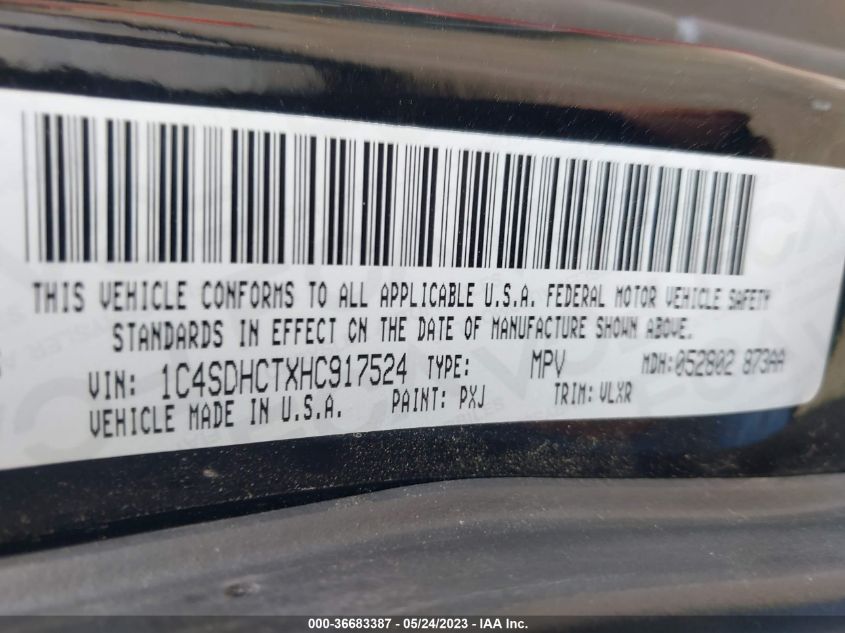 THIS VEHICLE CONFORMS TO ALL APPLICABLE U.S.A. FEDERAL MOTOR VEHICLE SAFETY
STANDARDS IN EFFECT ON THE DATE OF MANUFACTURE SHOWN ABOVE.
VIN: 1C4SDHCTXHC917524 TYPE: MPV MDH:052802 873AA
VEHICLE MADE IN U.S.A. PAINT: PXJ TRIM: VLXR
000-36683387 - 05/24/2023 - IAA Inc.